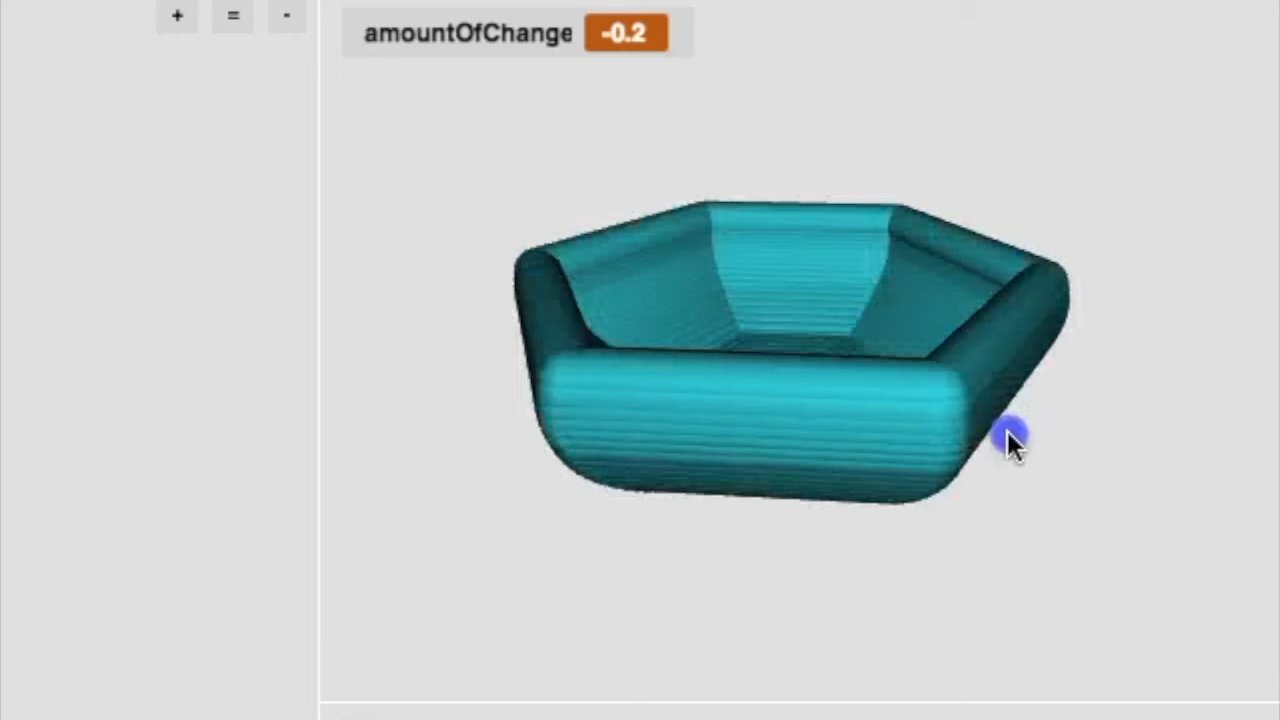 + = -
amountOfChange -0.2